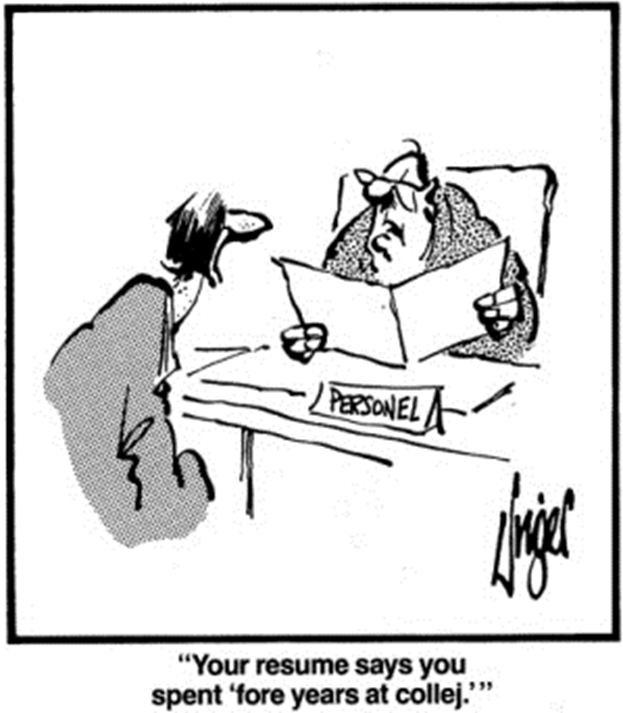 PERSONEL
Unger
"Your resume says you
spent 'fore years at collej.'"